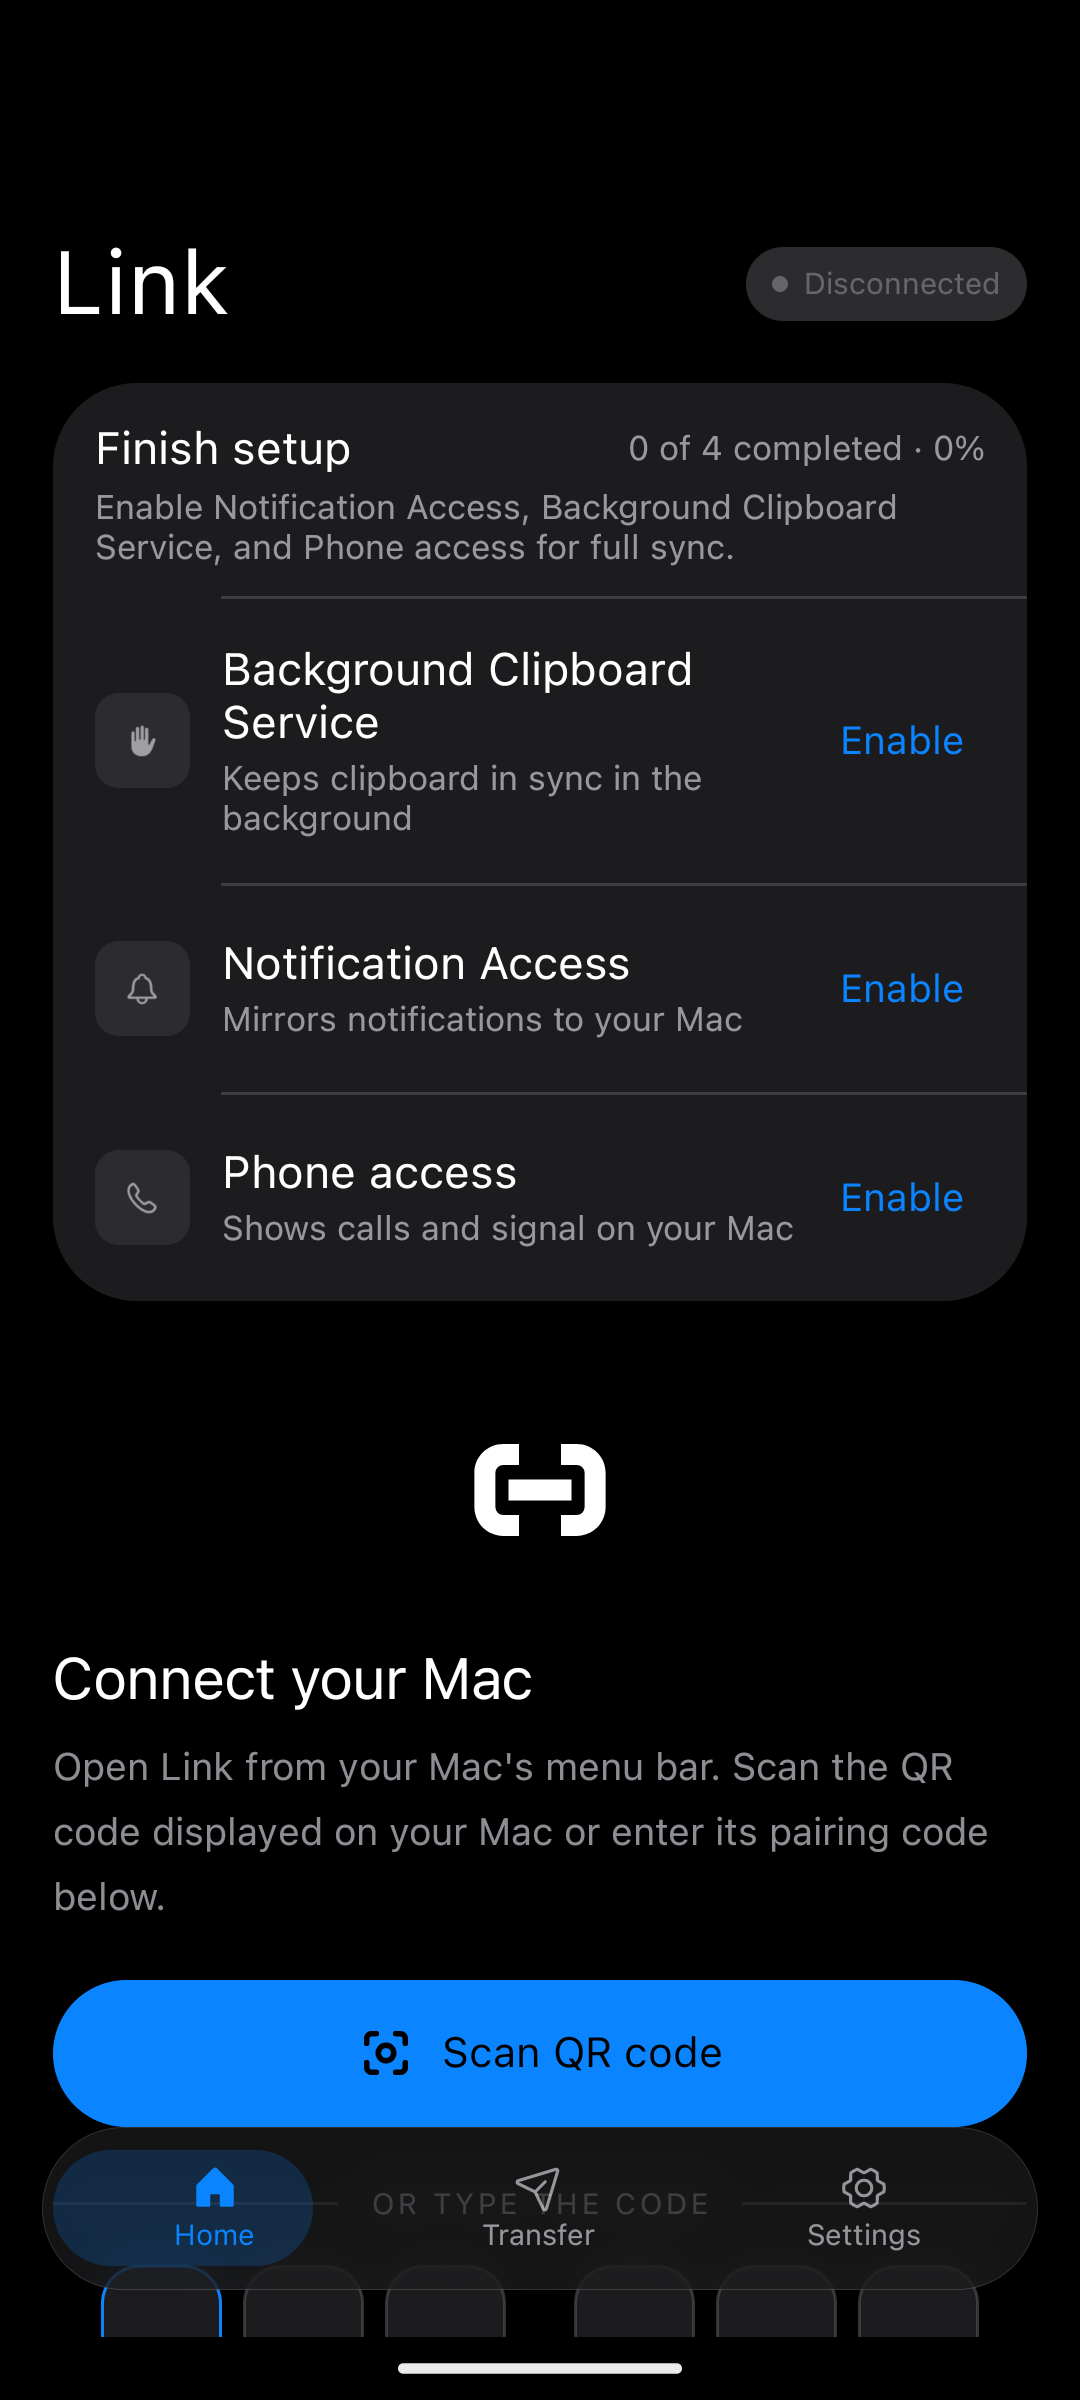 Link
Disconnected
Finish setup
0 of 4 completed · 0%
Enable Notification Access, Background Clipboard
Service, and Phone access for full sync.
Background Clipboard
Service
Keeps clipboard in sync in the
background
Enable
Notification Access
Mirrors notifications to your Mac
Enable
Phone access
Shows calls and signal on your Mac
Enable
Connect your Mac
Open Link from your Mac's menu bar. Scan the QR
code displayed on your Mac or enter its pairing code
below.
Scan QR code
OR TYPE THE CODE
Home
Transfer
Settings